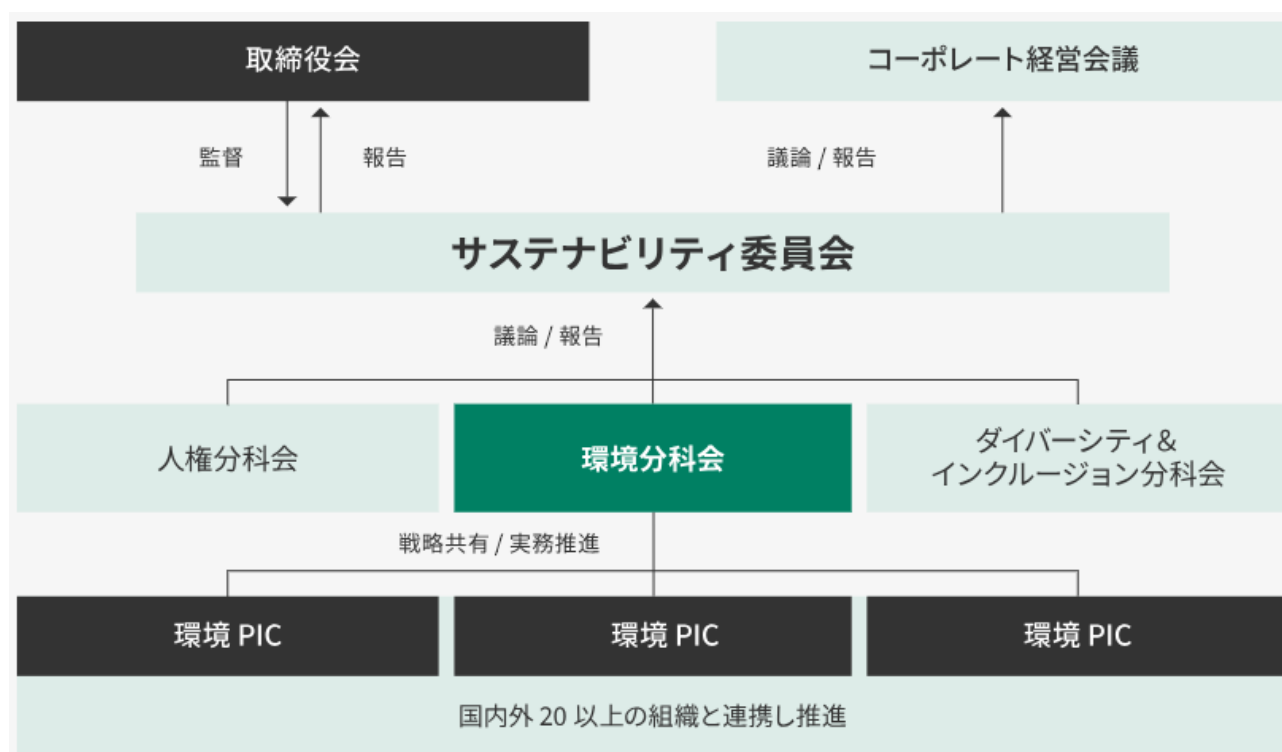 取締役会
コーポレート経営会議
監督
報告
議論 / 報告
サステナビリティ委員会
議論 / 報告
人権分科会
環境分科会
ダイバーシティ&
インクルージョン分科会
戦略共有 / 実務推進
環境 PIC
環境 PIC
環境 PIC
国内外 20 以上の組織と連携し推進